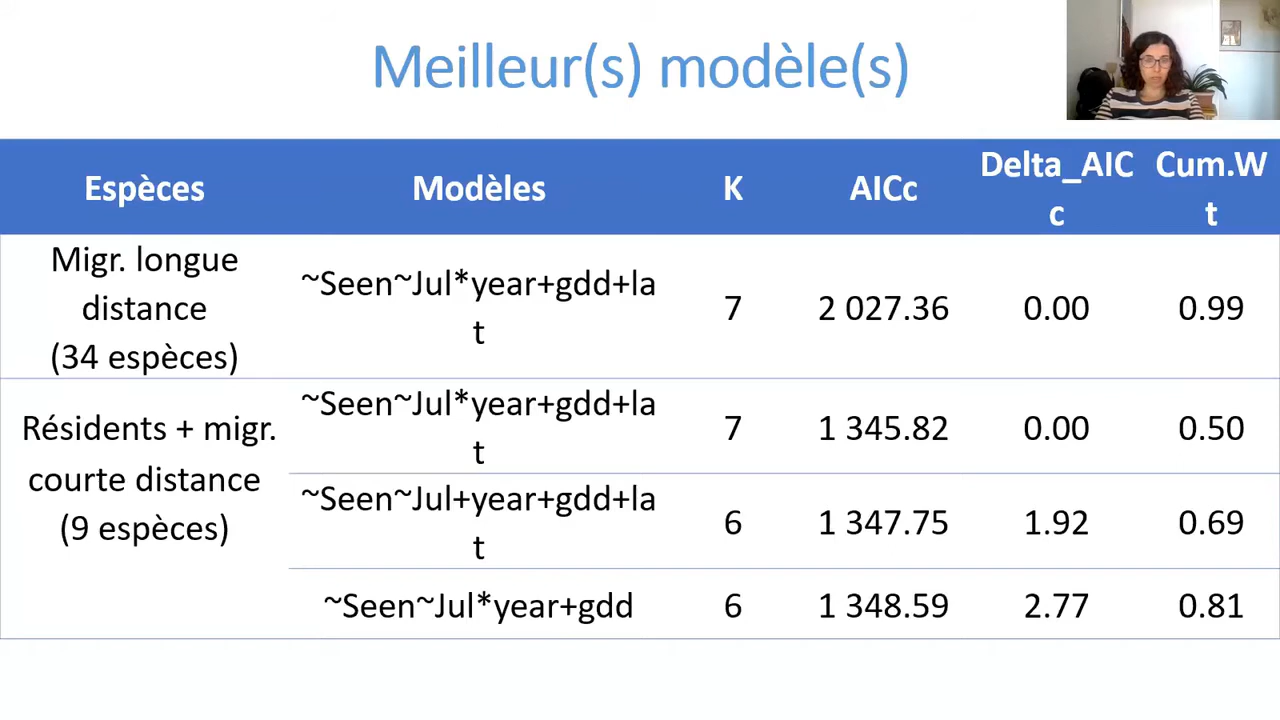 Meilleur(s) modèle(s)
Espèces Modèles K AICc Delta_AIC
c Cum.W
t
Migr. longue
distance
(34 espèces)
~Seen~Jul*year+gdd+la
t
7 2 027.36 0.00 0.99
Résidents + migr.
courte distance
(9 espèces)
~Seen~Jul*year+gdd+la
t
7 1 345.82 0.00 0.50
~Seen~Jul+year+gdd+la
t
6 1 347.75 1.92 0.69
~Seen~Jul*year+gdd 6 1 348.59 2.77 0.81